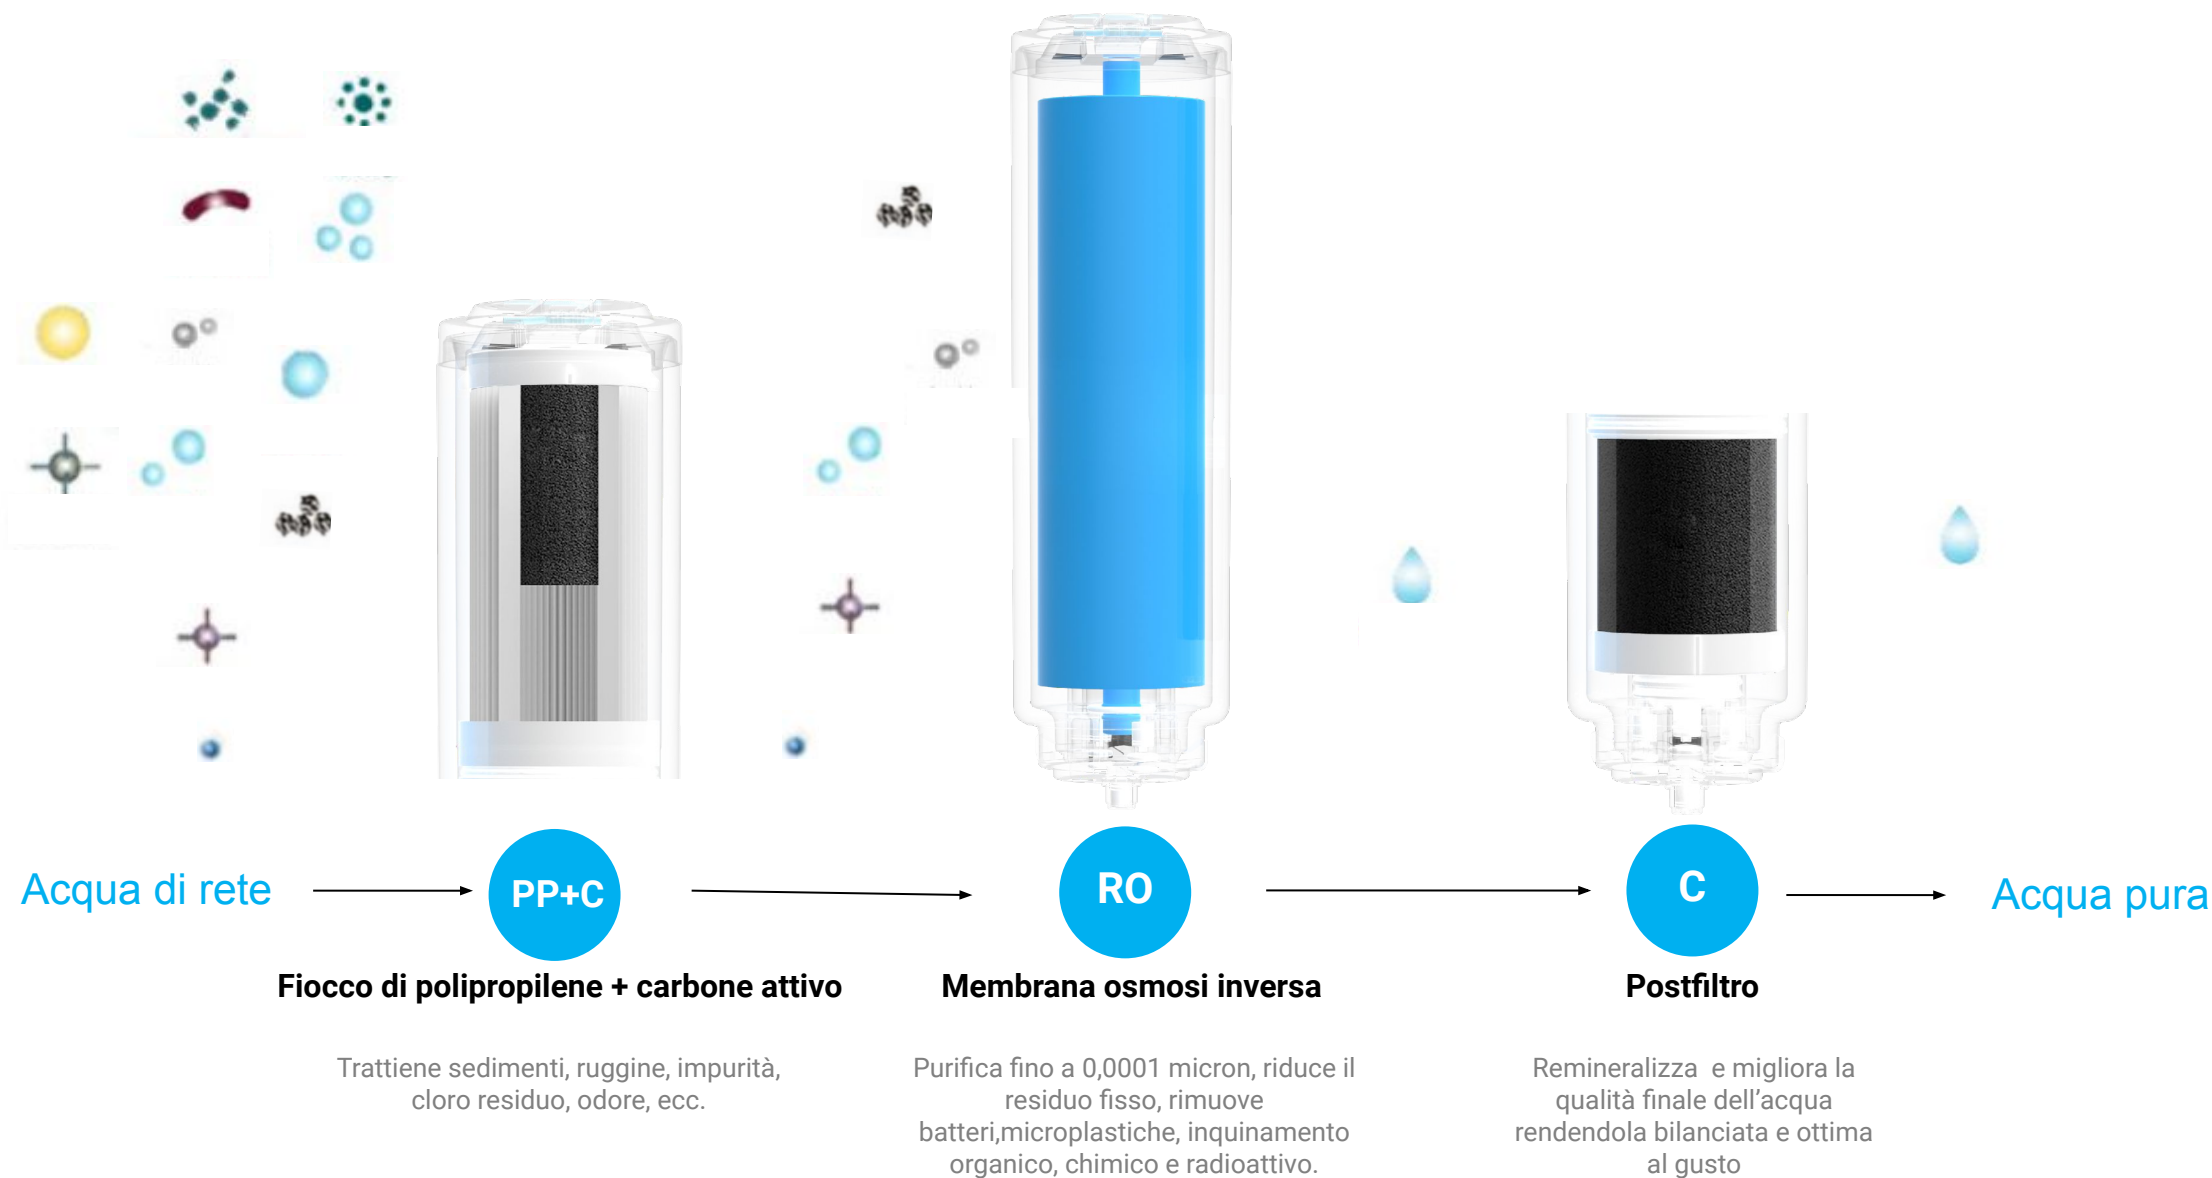 Acqua di rete
PP+C
RO
C
Acqua pura
Fiocco di polipropilene + carbone attivo
Membrana osmosi inversa
Postfiltro
Trattiene sedimenti, ruggine, impurità,
cloro residuo, odore, ecc.
Purifica fino a 0,0001 micron, riduce il
residuo fisso, rimuove
batteri,microplastiche, inquinamento
organico, chimico e radioattivo.
Remineralizza  e migliora la
qualità finale dell’acqua
rendendola bilanciata e ottima
al gusto